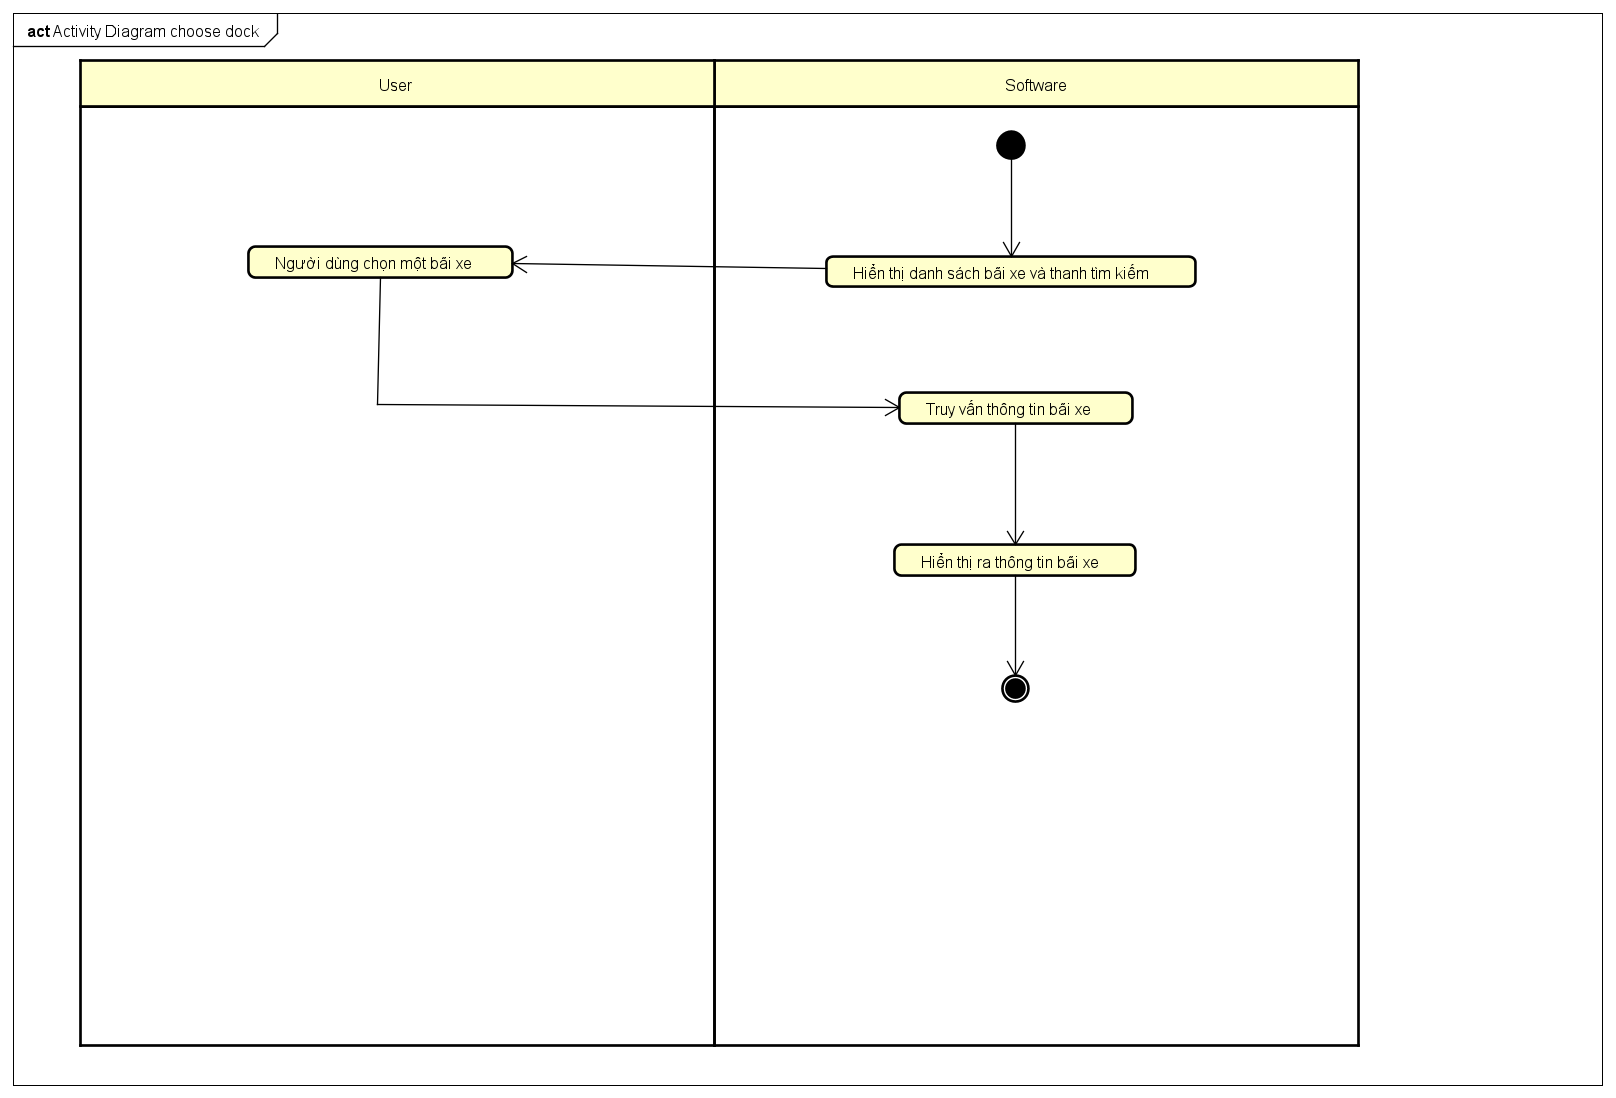 act Activity Diagram choose dock
User
Software
Người dùng chọn một bãi xe
Hiển thị danh sách bãi xe và thanh tìm kiếm
Truy vấn thông tin bãi xe
Hiển thị ra thông tin bãi xe